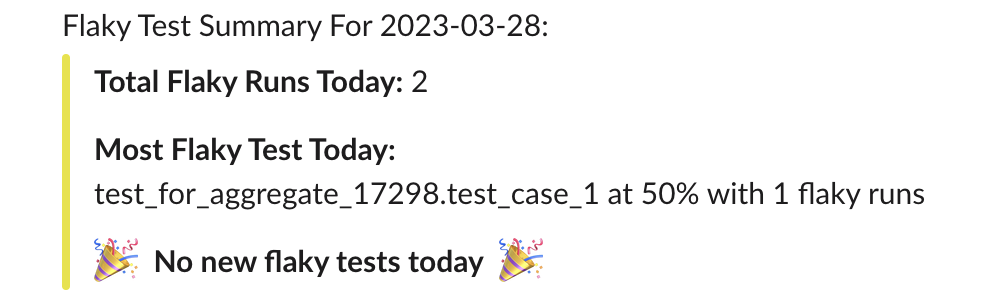 Flaky Test Summary For 2023-03-28:
Total Flaky Runs Today: 2
Most Flaky Test Today:
test_for_aggregate_17298.test_case_1 at 50% with 1 flaky runs
🎉 No new flaky tests today 🎉